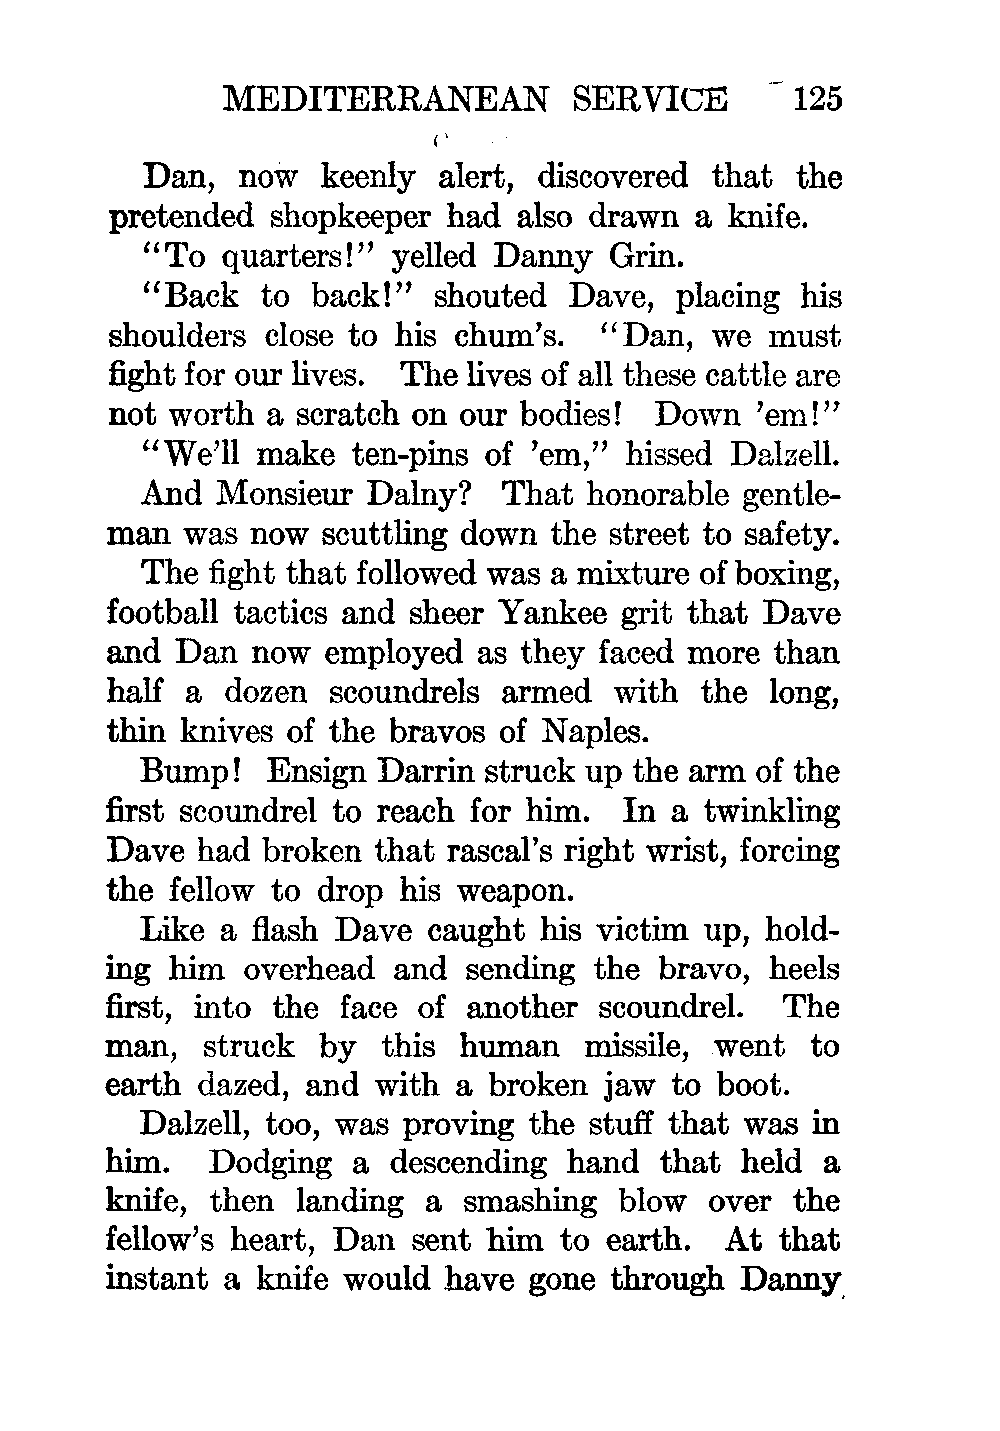 MEDITERRANEAN SERVICE 125
Dan, now keenly alert, discovered that the
pretended shopkeeper had also drawn a knife.
“To quarters!” yelled Danny Grin.
“Back to back!” shouted Dave, placing his
shoulders close to his chum’s. “Dan, we must
fight for our lives. The lives of all these cattle are
not worth a scratch on our bodies! Down ’em!”
“We’ll make ten-pins of ’em,” hissed Dalzell.
And Monsieur Dalny? That honorable gentle-
man was now scuttling down the street to safety.
The fight that followed was a mixture of boxing,
football tactics and sheer Yankee grit that Dave
and Dan now employed as they faced more than
half a dozen scoundrels armed with the long,
thin knives of the bravos of Naples.
Bump! Ensign Darrin struck up the arm of the
first scoundrel to reach for him. In a twinkling
Dave had broken that rascal’s right wrist, forcing
the fellow to drop his weapon.
Like a flash Dave caught his victim up, hold-
ing him overhead and sending the bravo, heels
first, into the face of another scoundrel. The
man, struck by this human missile, went to
earth dazed, and with a broken jaw to boot.
Dalzell, too, was proving the stuff that was in
him. Dodging a descending hand that held a
knife, then landing a smashing blow over the
fellow’s heart, Dan sent him to earth. At that
instant a knife would have gone through Danny